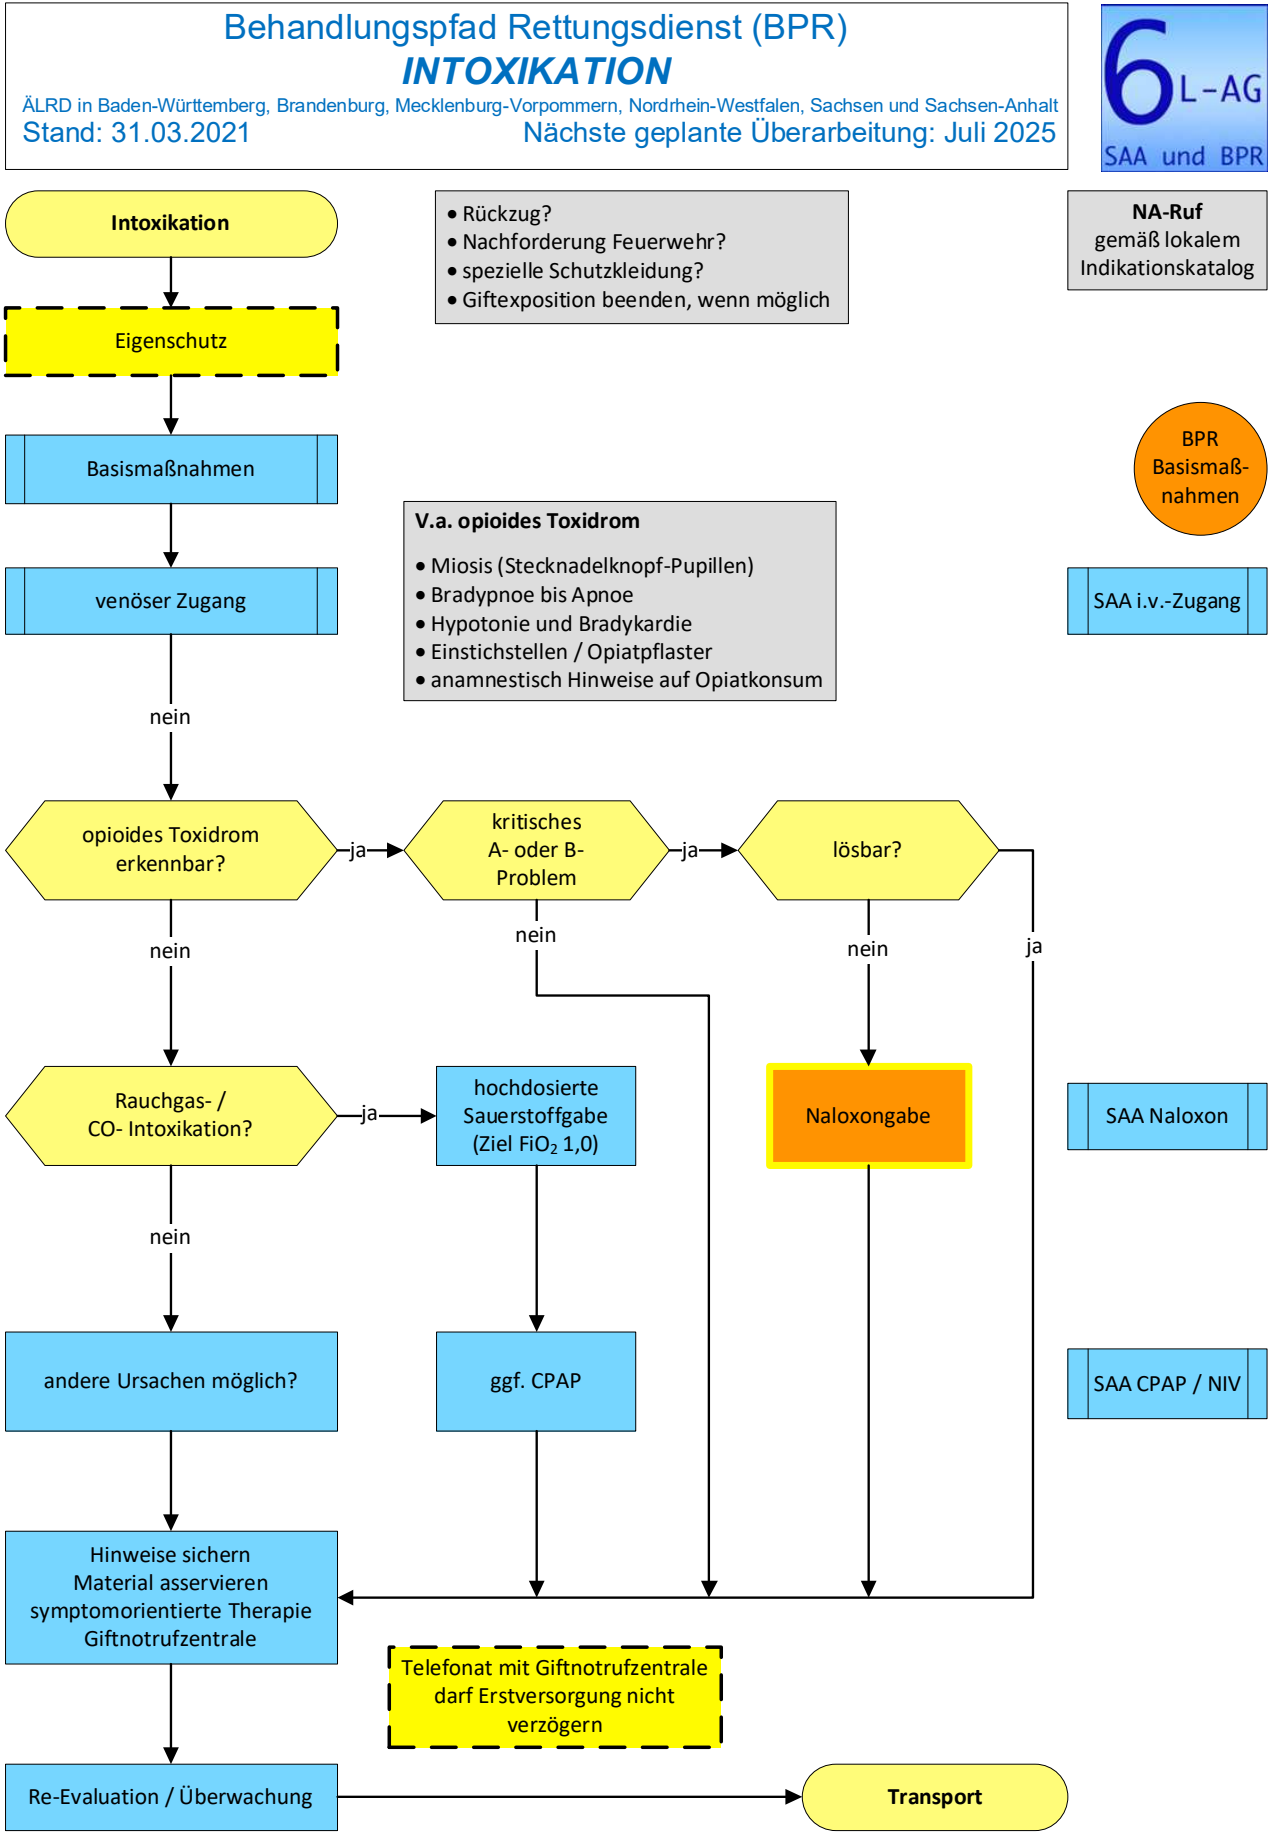 Behandlungspfad Rettungsdienst (BPR)
INTOXIKATION
ÄLRD in Baden-Württemberg, Brandenburg, Mecklenburg-Vorpommern, Nordrhein-Westfalen, Sachsen und Sachsen-Anhalt
Stand: 31.03.2021 Nächste geplante Überarbeitung: Juli 2025
6L-AG
SAA und BPR
Intoxikation
• Rückzug?
• Nachforderung Feuerwehr?
• spezielle Schutzkleidung?
• Giftexposition beenden, wenn möglich
NA-Ruf
gemäß lokalem
Indikationskatalog
Eigenschutz
Basismaßnahmen
BPR
Basismaß-
nahmen
V.a. opioides Toxidrom
• Miosis (Stecknadelknopf-Pupillen)
• Bradypnoe bis Apnoe
• Hypotonie und Bradykardie
• Einstichstellen / Opiatpflaster
• anamnestisch Hinweise auf Opiatkonsum
venöser Zugang
SAA i.v.-Zugang
nein
opioides Toxidrom
erkennbar?
ja
kritisches
A- oder B-
Problem
ja
lösbar?
nein
nein
nein
ja
Rauchgas- /
CO- Intoxikation?
ja
hochdosierte
Sauerstoffgabe
(Ziel FiO₂ 1,0)
Naloxongabe
SAA Naloxon
nein
andere Ursachen möglich?
ggf. CPAP
SAA CPAP / NIV
Hinweise sichern
Material asservieren
symptomorientierte Therapie
Giftnotrufzentrale
Telefonat mit Giftnotrufzentrale
darf Erstversorgung nicht
verzögern
Re-Evaluation / Überwachung
Transport